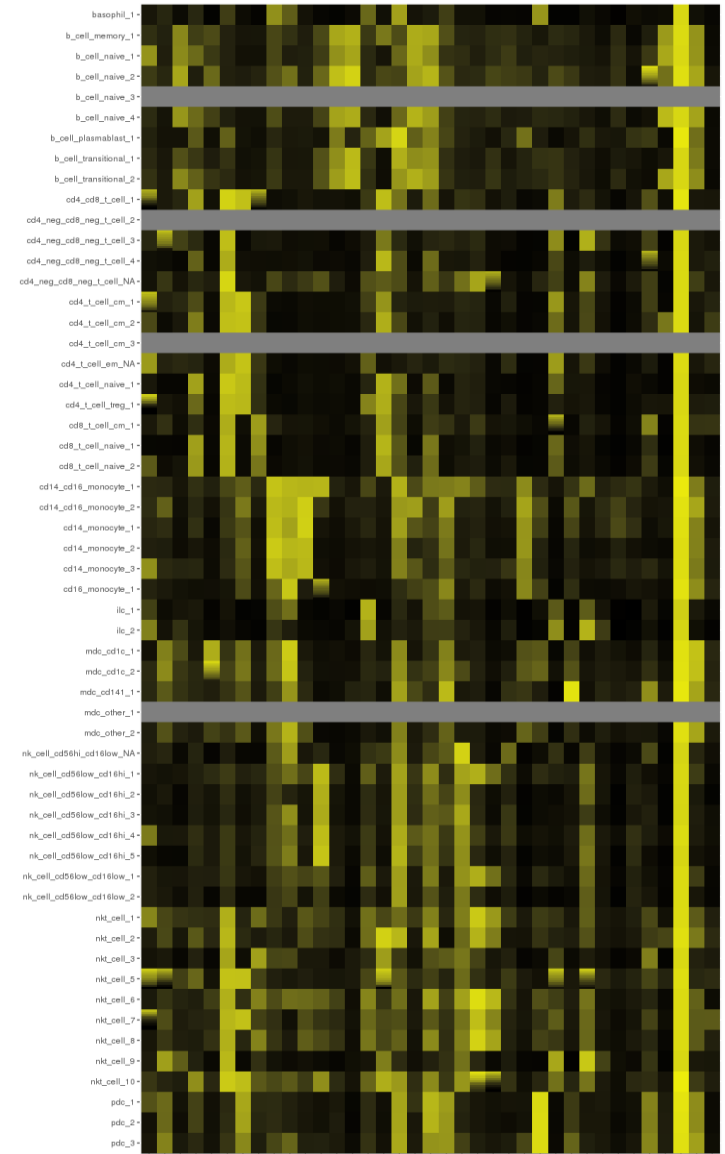 basophil_1
b_cell_memory_1
b_cell_naive_1
b_cell_naive_2
b_cell_naive_3
b_cell_naive_4
b_cell_plasmablast_1
b_cell_transitional_1
b_cell_transitional_2
cd4_cd8_t_cell_1
cd4_neg_cd8_neg_t_cell_2
cd4_neg_cd8_neg_t_cell_3
cd4_neg_cd8_neg_t_cell_4
cd4_neg_cd8_neg_t_cell_NA
cd4_t_cell_cm_1
cd4_t_cell_cm_2
cd4_t_cell_cm_3
cd4_t_cell_em_NA
cd4_t_cell_naive_1
cd4_t_cell_treg_1
cd8_t_cell_cm_1
cd8_t_cell_naive_1
cd8_t_cell_naive_2
cd14_cd16_monocyte_1
cd14_cd16_monocyte_2
cd14_monocyte_1
cd14_monocyte_2
cd14_monocyte_3
cd16_monocyte_1
ilc_1
ilc_2
mdc_cd1c_1
mdc_cd1c_2
mdc_cd141_1
mdc_other_1
mdc_other_2
nk_cell_cd56hi_cd16low_NA
nk_cell_cd56low_cd16hi_1
nk_cell_cd56low_cd16hi_2
nk_cell_cd56low_cd16hi_3
nk_cell_cd56low_cd16hi_4
nk_cell_cd56low_cd16hi_5
nk_cell_cd56low_cd16low_1
nk_cell_cd56low_cd16low_2
nkt_cell_1
nkt_cell_2
nkt_cell_3
nkt_cell_5
nkt_cell_6
nkt_cell_7
nkt_cell_8
nkt_cell_9
nkt_cell_10
pdc_1
pdc_2
pdc_3